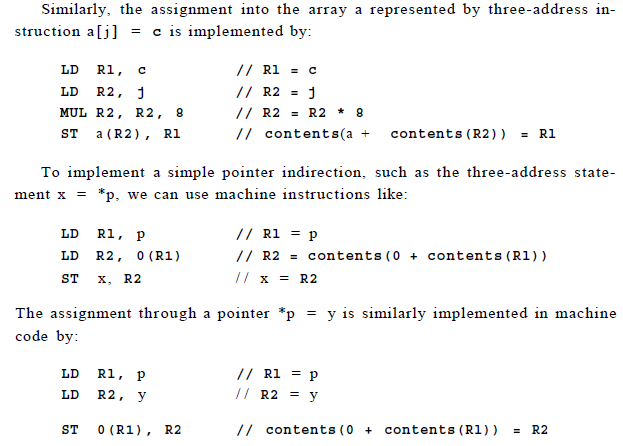 Similarly, the assignment into the array a represented by three-address in-
struction a[j] = c is implemented by:
LD R1, c // R1 = c
LD R2, j // R2 = j
MUL R2, R2, 8 // R2 = R2 * 8
ST a(R2), R1 // contents(a + contents(R2)) = R1
To implement a simple pointer indirection, such as the three-address state-
ment x = *p, we can use machine instructions like:
LD R1, p // R1 = p
LD R2, 0(R1) // R2 = contents(0 + contents(R1))
ST x, R2 // x = R2
The assignment through a pointer *p = y is similarly implemented in machine
code by:
LD R1, p // R1 = p
LD R2, y // R2 = y
ST 0(R1), R2 // contents(0 + contents(R1)) = R2